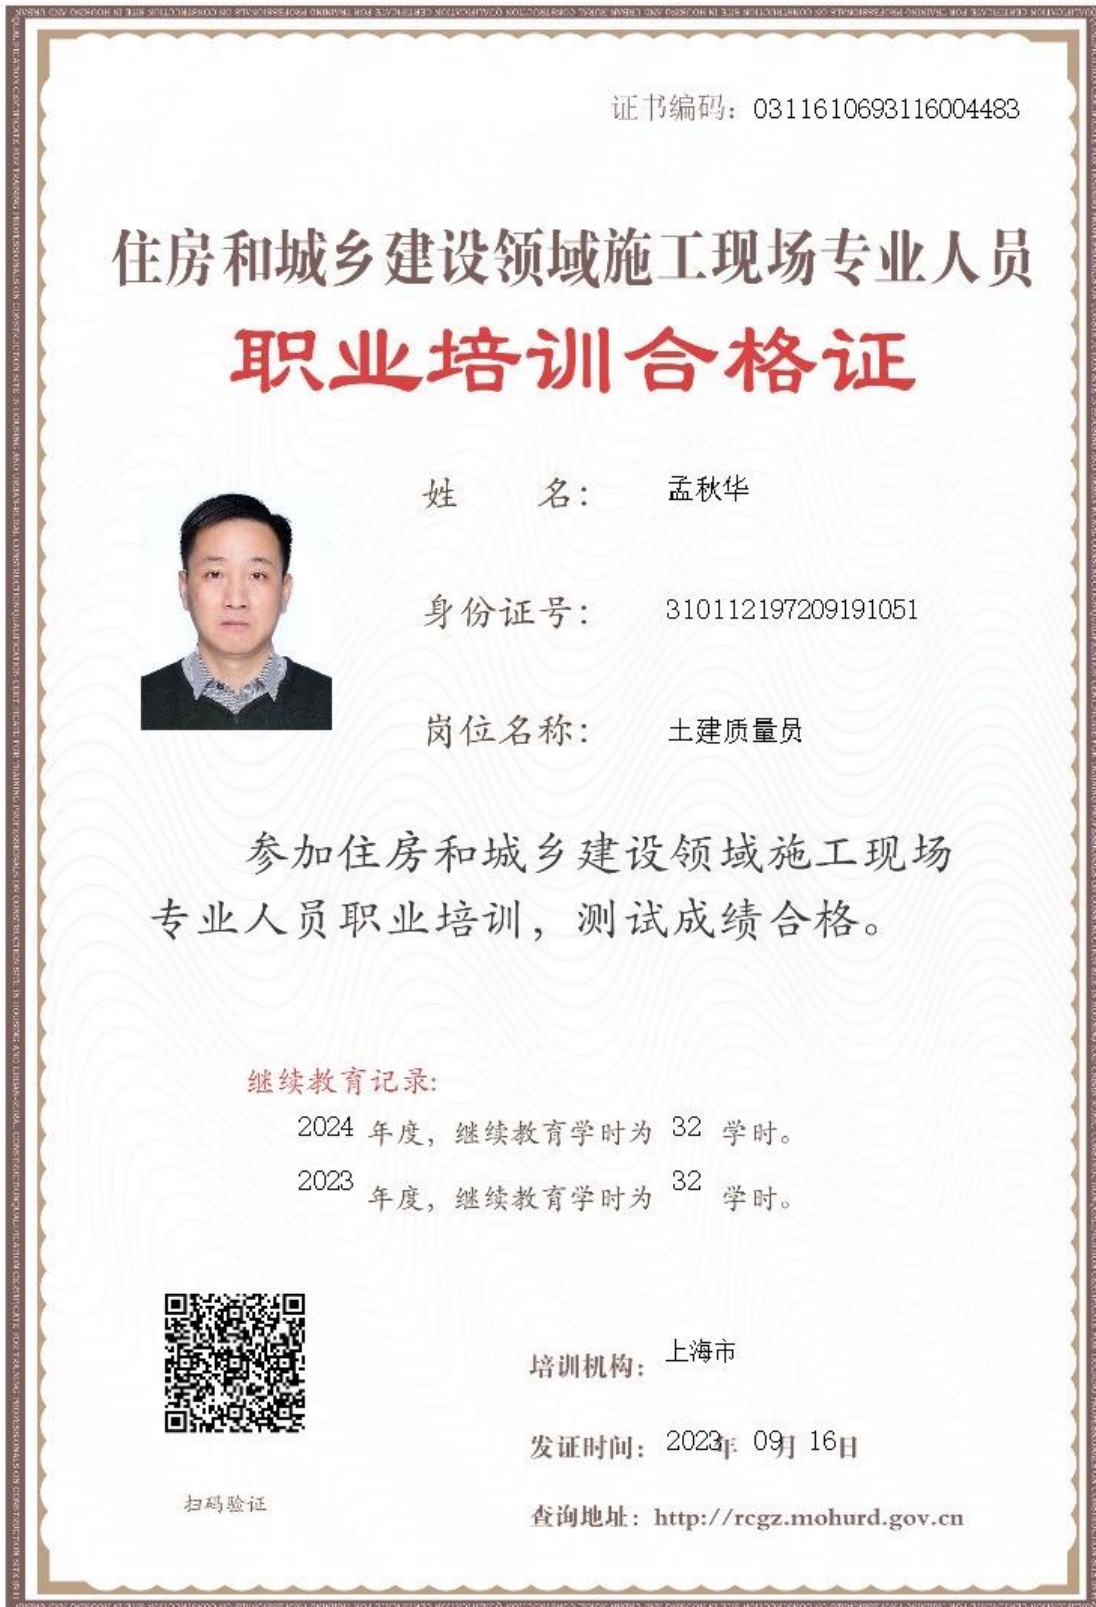 证书编码：0311610693116004483
住房和城乡建设领域施工现场专业人员
职业培训合格证
姓 名： 孟秋华
身份证号： 310112197209191051
岗位名称： 土建质量员
参加住房和城乡建设领域施工现场
专业人员职业培训，测试成绩合格。
继续教育记录:
2024 年度，继续教育学时为 32 学时。
2023 年度，继续教育学时为 32 学时。
培训机构： 上海市
发证时间： 2023年 09月 16日
扫码验证
查询地址：http://rcgz.mohurd.gov.cn